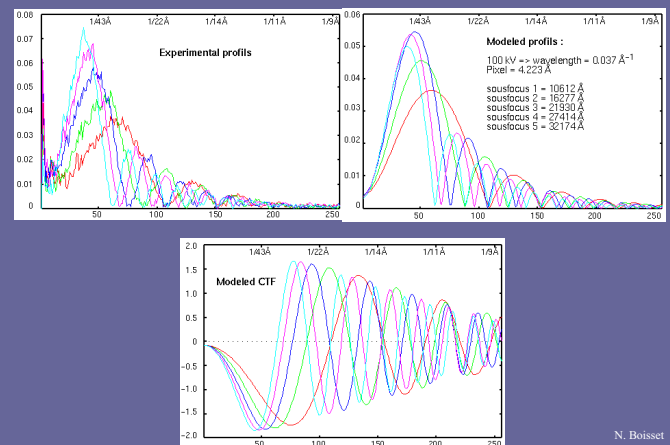 0.08
0.07
0.06
0.05
0.04
0.03
0.02
0.01
0
1/43Å 1/22Å 1/14Å 1/11Å 1/9Å
Experimental profils
50 100 150 200 250
0.06
0.05
0.04
0.03
0.02
0.01
0
1/43Å 1/22Å 1/14Å 1/11Å 1/9Å
Modeled profils :
100 kV => wavelength = 0.037 Å⁻¹
Pixel = 4.223 Å
sousfocus 1 = 10612 Å
sousfocus 2 = 16277 Å
sousfocus 3 = 21930 Å
sousfocus 4 = 27414 Å
sousfocus 5 = 32174 Å
50 100 150 200 250
2.0
1.5
1.0
0.5
0
-0.5
-1.0
-1.5
-2.0
1/43Å 1/22Å 1/14Å 1/11Å 1/9Å
Modeled CTF
50 100 150 200 250
N. Boisset